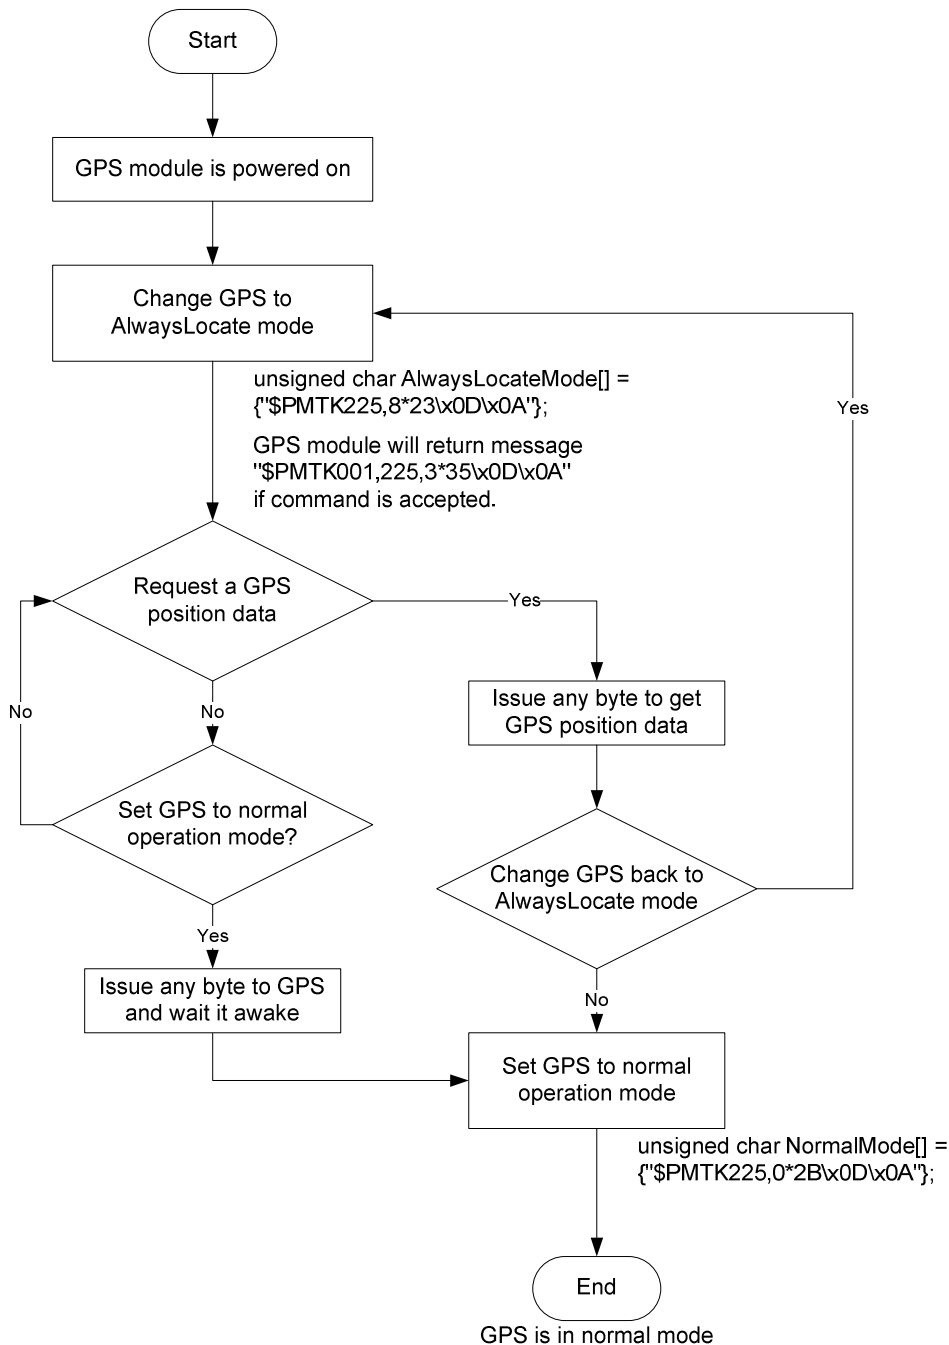 Start
GPS module is powered on
Change GPS to
AlwaysLocate mode
unsigned char AlwaysLocateMode[] =
{"$PMTK225,8*23\x0D\x0A"};
Yes
GPS module will return message
"$PMTK001,225,3*35\x0D\x0A"
if command is accepted.
Request a GPS
position data
Yes
No
No
Issue any byte to get
GPS position data
Set GPS to normal
operation mode?
Change GPS back to
AlwaysLocate mode
Yes
Issue any byte to GPS
and wait it awake
No
Set GPS to normal
operation mode
unsigned char NormalMode[] =
{"$PMTK225,0*2B\x0D\x0A"};
End
GPS is in normal mode